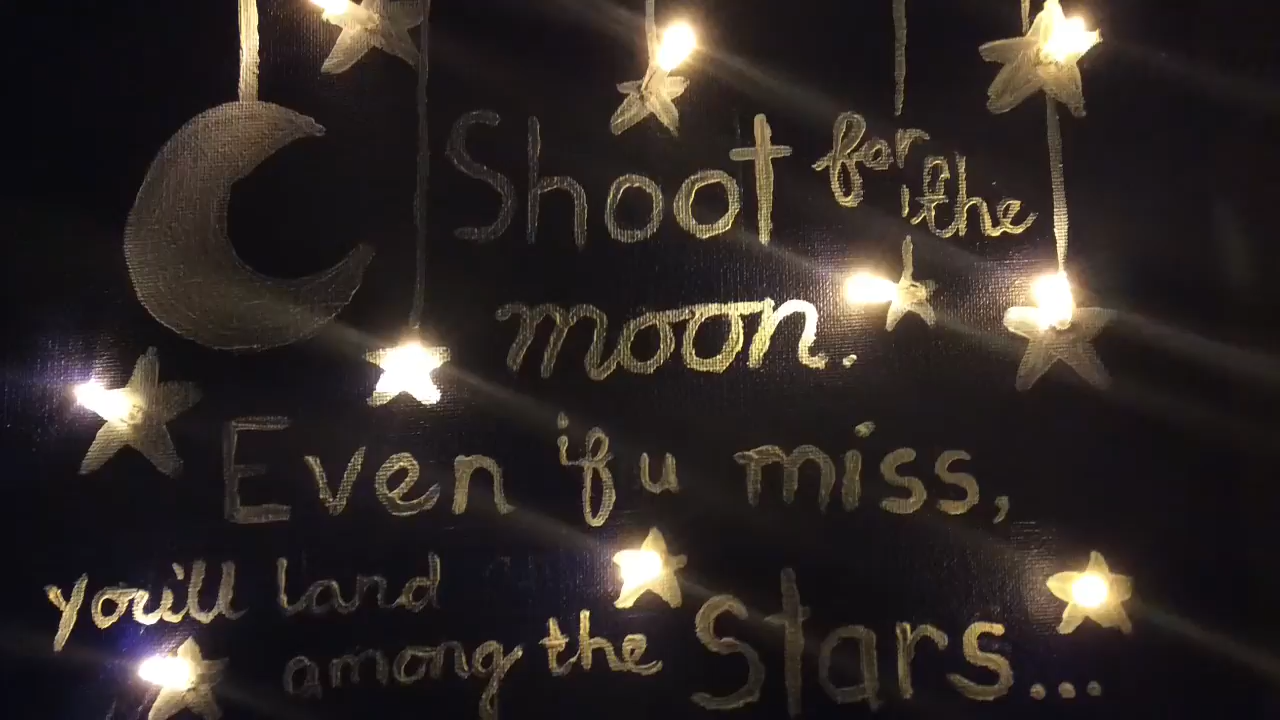 Shoot for the
moon.
Even if u miss,
you'll land
among the Stars...